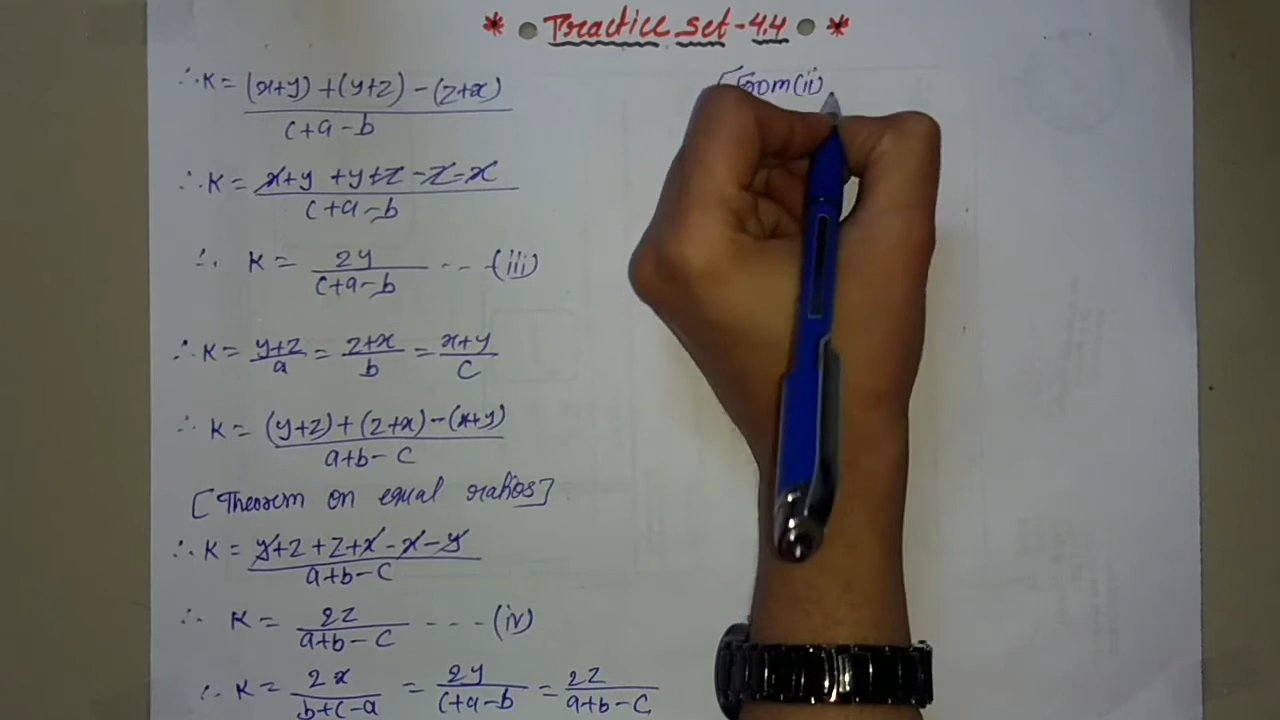 * • Practice set - 4.4 • *
∴ K = (x+y) + (y+z) - (z+x) / c+a-b
∴ K = x+y + y+z - z - x / c+a-b
∴ K = 2y / c+a-b -- - (iii)
∴ K = y+z / a = z+x / b = x+y / c
∴ K = (y+z) + (z+x) - (x+y) / a+b-c
[Theorem on equal ratios]
∴ K = y+z+z+x-x-y / a+b-c
∴ K = 2z / a+b-c --- (iv)
∴ K = 2x / b+c-a = 2y / c+a-b = 2z / a+b-c
[From (ii)